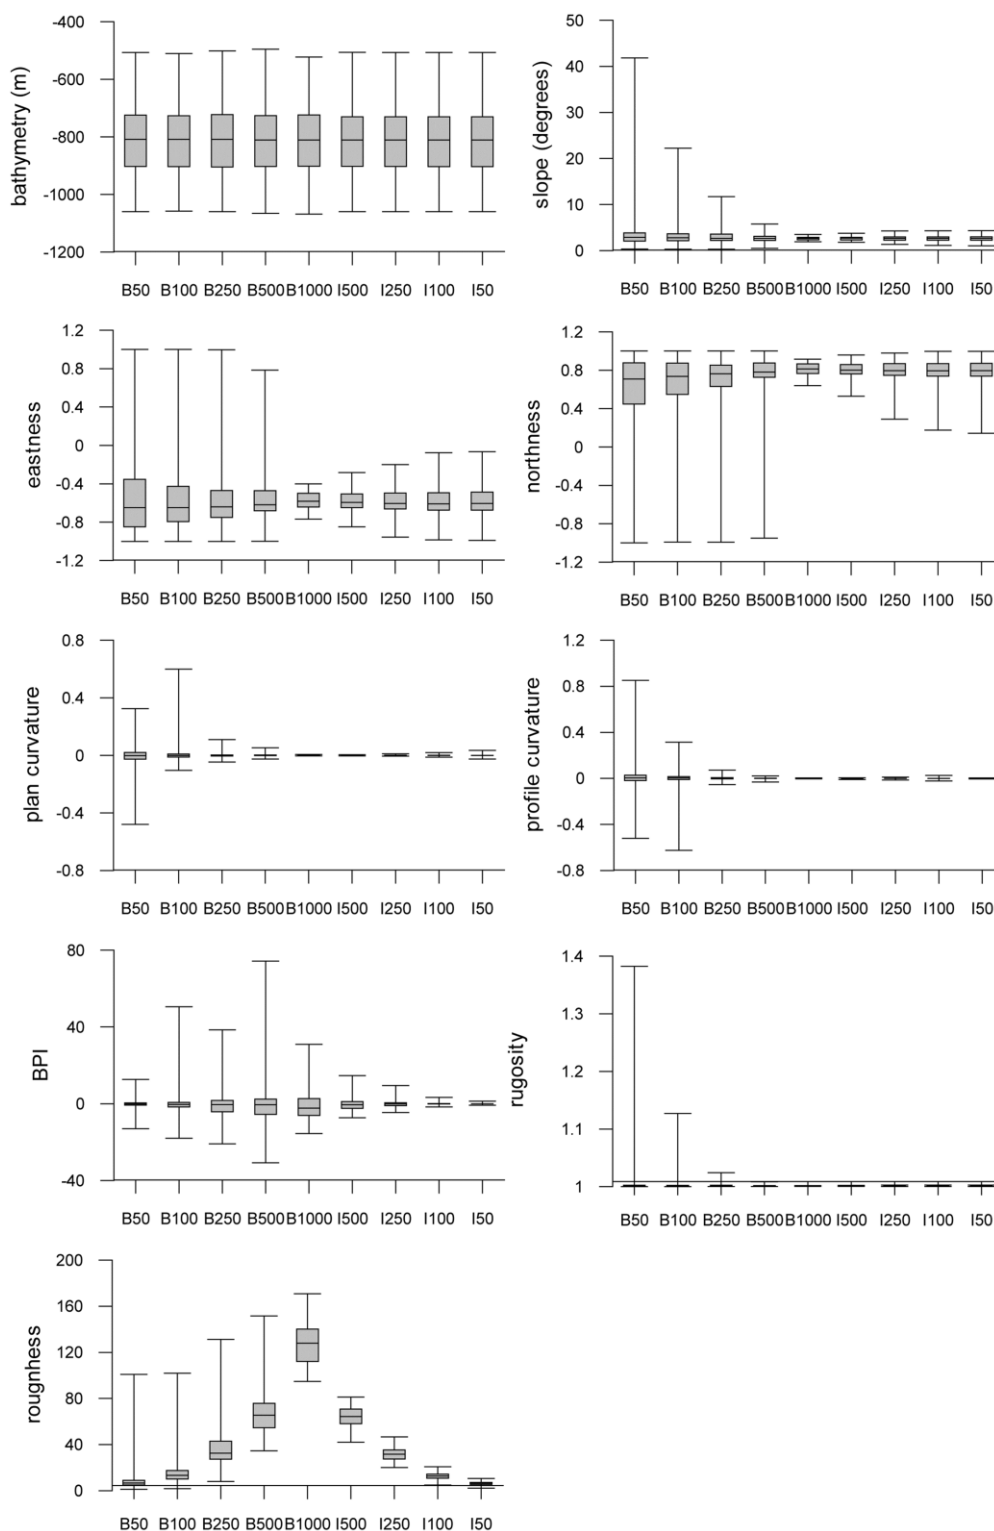 bathymetry (m)
-400
-600
-800
-1000
-1200
B50 B100 B250 B500 B1000 I500 I250 I100 I50
slope (degrees)
50
40
30
20
10
0
B50 B100 B250 B500 B1000 I500 I250 I100 I50
eastness
1.2
0.8
0.4
0
-0.4
-0.8
-1.2
B50 B100 B250 B500 B1000 I500 I250 I100 I50
northness
1.2
0.8
0.4
0
-0.4
-0.8
-1.2
B50 B100 B250 B500 B1000 I500 I250 I100 I50
plan curvature
0.8
0.4
0
-0.4
-0.8
B50 B100 B250 B500 B1000 I500 I250 I100 I50
profile curvature
1.2
0.8
0.4
0
-0.4
-0.8
B50 B100 B250 B500 B1000 I500 I250 I100 I50
BPI
80
40
0
-40
B50 B100 B250 B500 B1000 I500 I250 I100 I50
rugosity
1.4
1.3
1.2
1.1
1
B50 B100 B250 B500 B1000 I500 I250 I100 I50
rougnhess
200
160
120
80
40
0
B50 B100 B250 B500 B1000 I500 I250 I100 I50